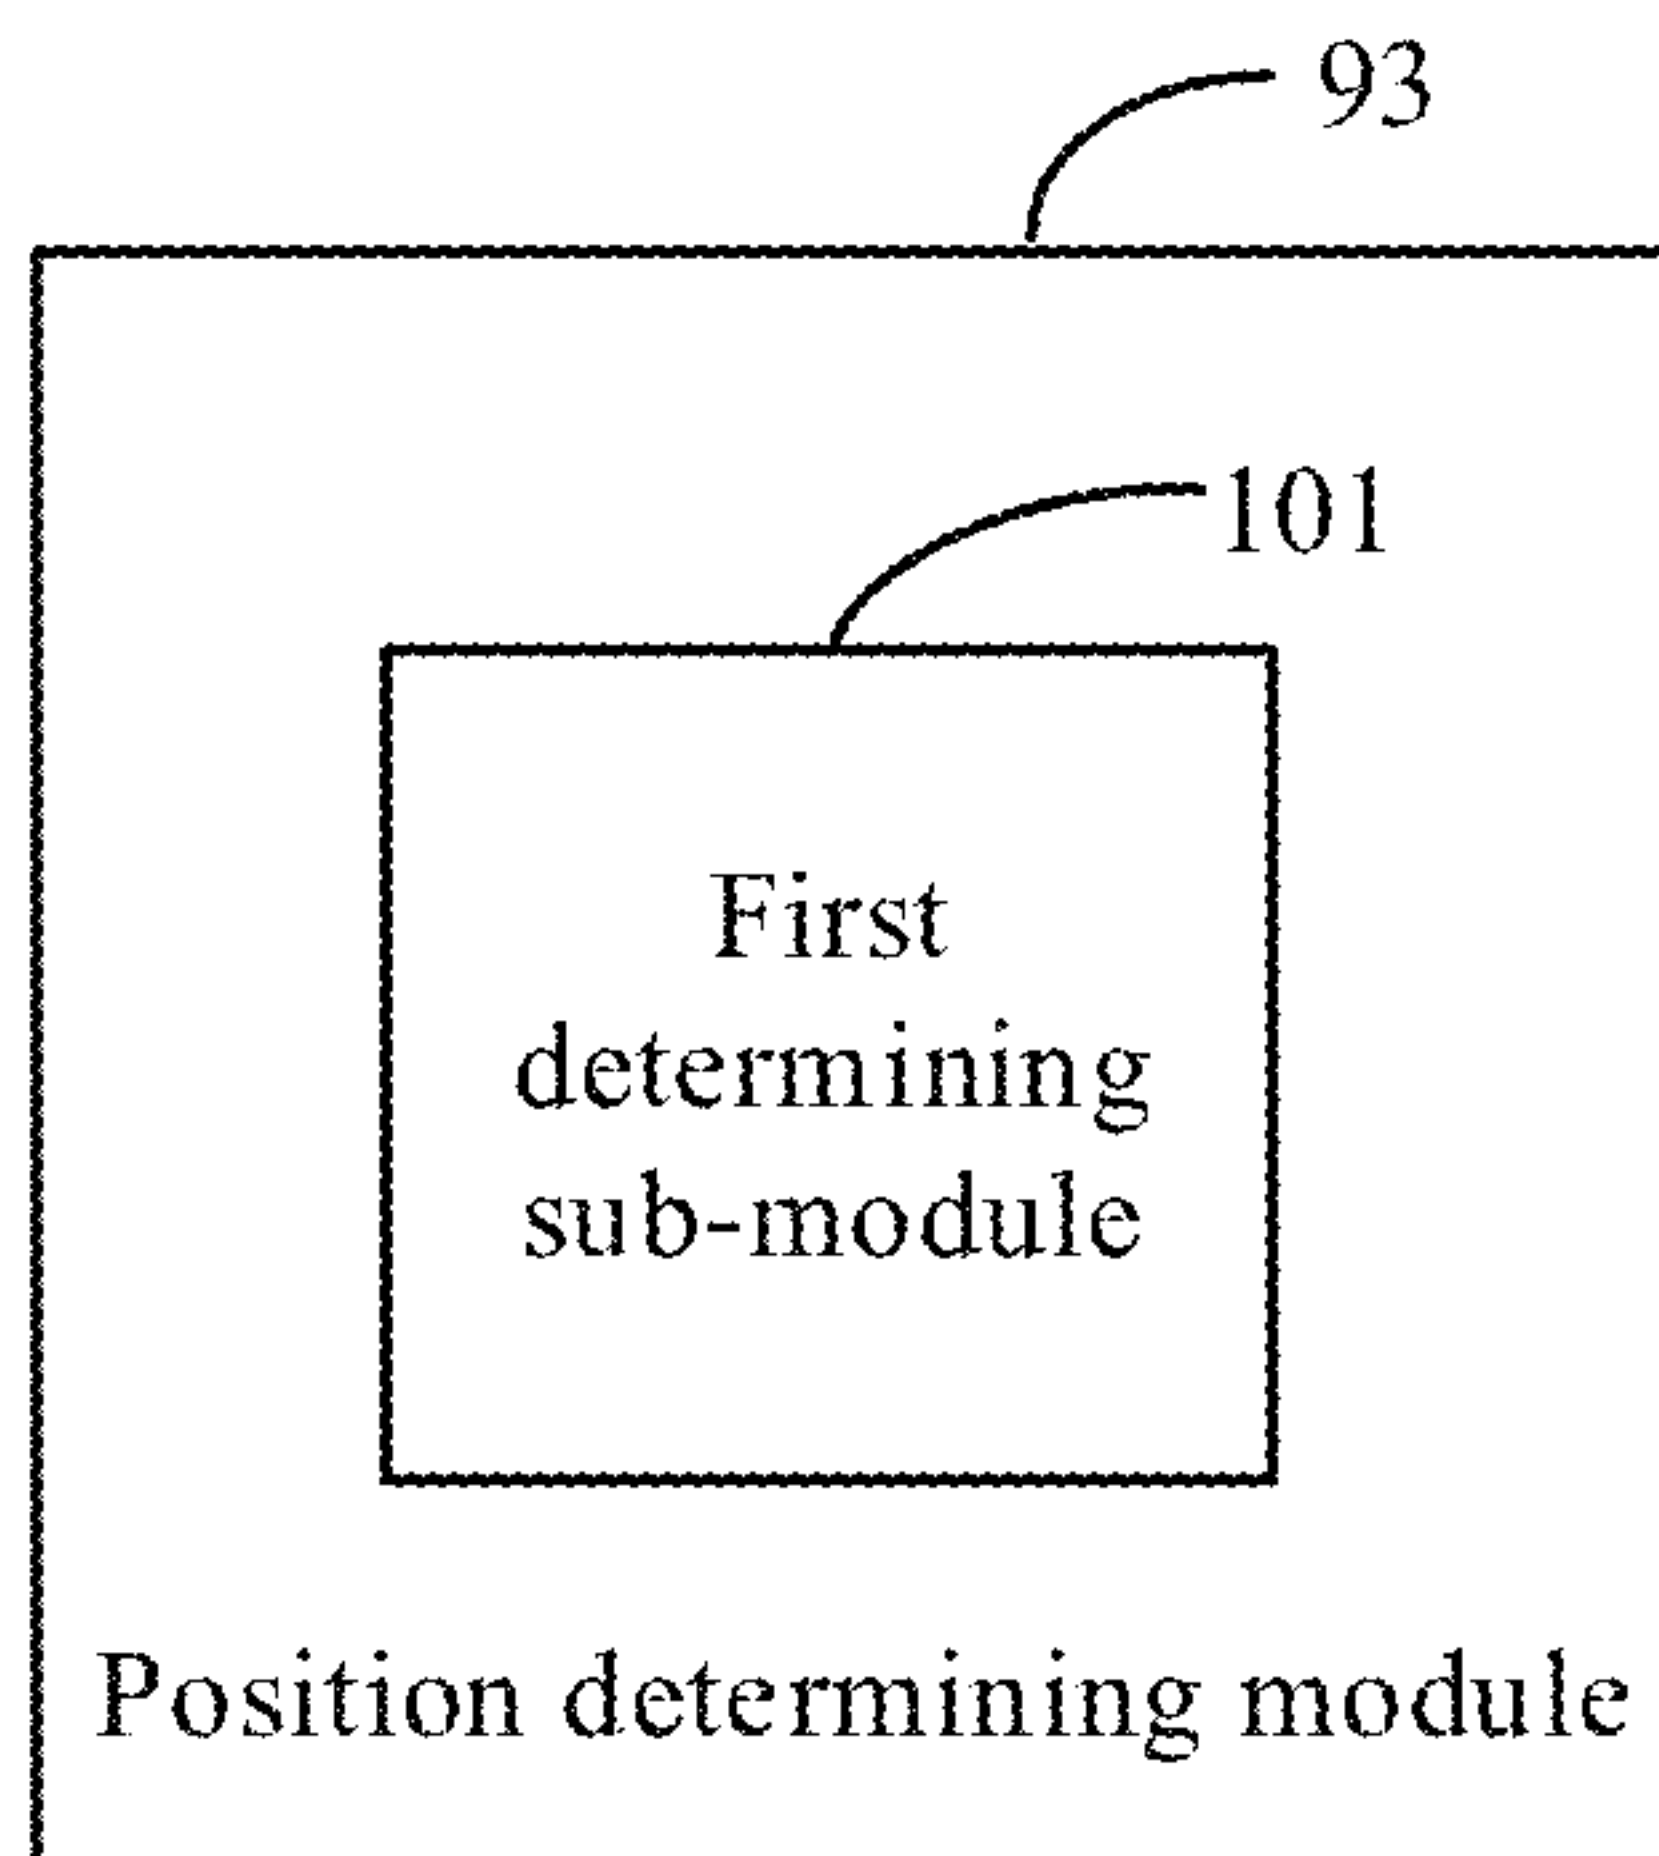 93
101
First
determining
sub-module
Position determining module